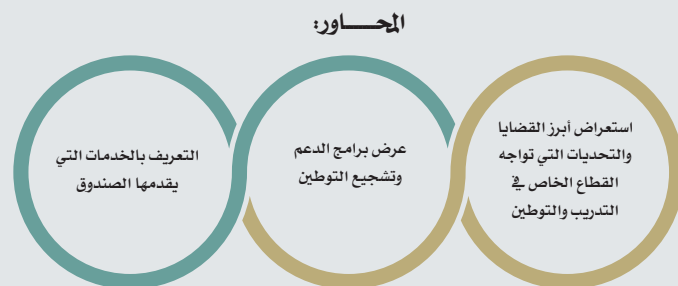 المحـــــاور:
استعراض أبرز القضايا
والتحديات التي تواجه
القطاع الخاص في
التدريب والتوطين
عرض برامج الدعم
وتشجيع التوطين
التعريف بالخدمات التي
يقدمها الصندوق